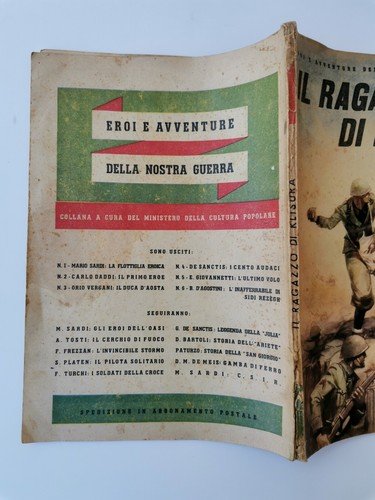 EROI E AVVENTURE
DELLA NOSTRA GUERRA
COLLANA A CURA DEL MINISTERO DELLA CULTURA POPOLARE
SONO USCITI:
N. 1 - MARIO SARDI: LA FLOTTIGLIA EROICA
N. 2 - CARLO DADDI: IL PRIMO EROE
N. 3 - ORIO VERGANI: IL DUCA D'AOSTA
N. 4 - DE SANCTIS: I CENTO AUDACI
N. 5 - E. GIOVANNETTI: L'ULTIMO VOLO
N. 6 - B. D'AGOSTINI: L'INAFFERRABILE DI
SIDI REZEGH
SEGUIRANNO:
M. SARDI: GLI EROI DELL'OASI
A. TOSTI: IL CERCHIO DI FUOCO
F. FREZZAN: L'INVINCIBILE STORMO
S. PLATEN: IL PILOTA SOLITARIO
F. TURCHI: I SOLDATI DELLA CROCE
G. DE SANCTIS: LEGGENDA DELLA "JULIA"
D. BARTOLI: STORIA DELL'"ARIETE"
PATURZO: STORIA DELLA "SAN GIORGIO"
D. M. DEMEIS: GAMBA DI FERRO
M. SARDI: C. S. I. R.
SPEDIZIONE IN ABBONAMENTO POSTALE
IL RAGAZZO DI KLISURA
E AVVENTURE
IL RAGA
DI